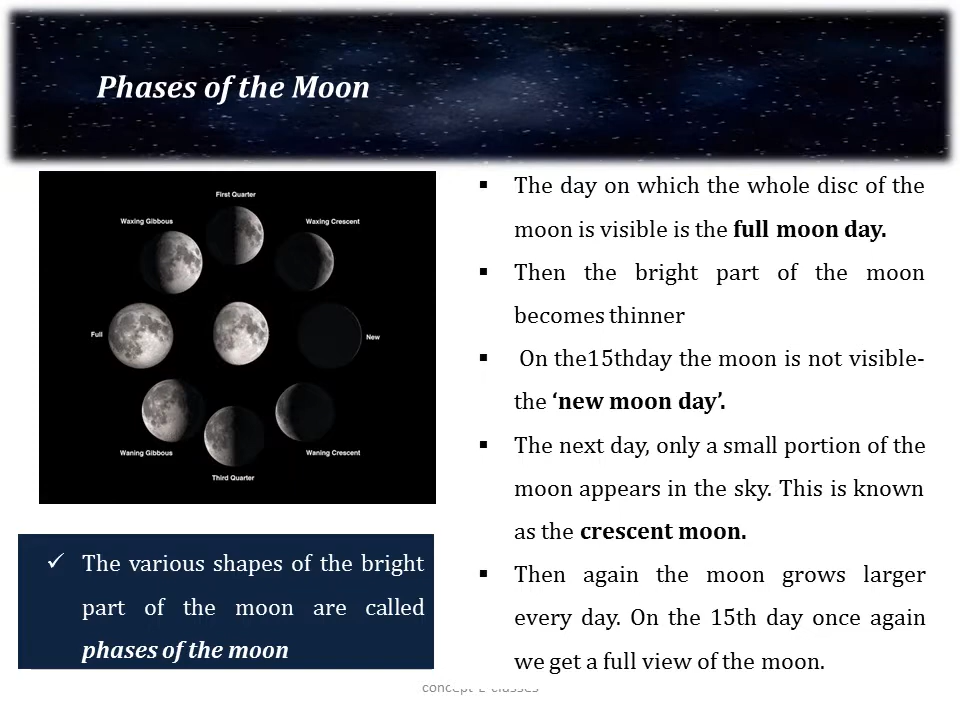 Phases of the Moon
First Quarter
Waxing Gibbous
Waxing Crescent
Full
New
Waning Gibbous
Waning Crescent
Third Quarter
✓ The various shapes of the bright
part of the moon are called
phases of the moon
▪ The day on which the whole disc of the
moon is visible is the full moon day.
▪ Then the bright part of the moon
becomes thinner
▪ On the15thday the moon is not visible-
the ‘new moon day’.
▪ The next day, only a small portion of the
moon appears in the sky. This is known
as the crescent moon.
▪ Then again the moon grows larger
every day. On the 15th day once again
we get a full view of the moon.